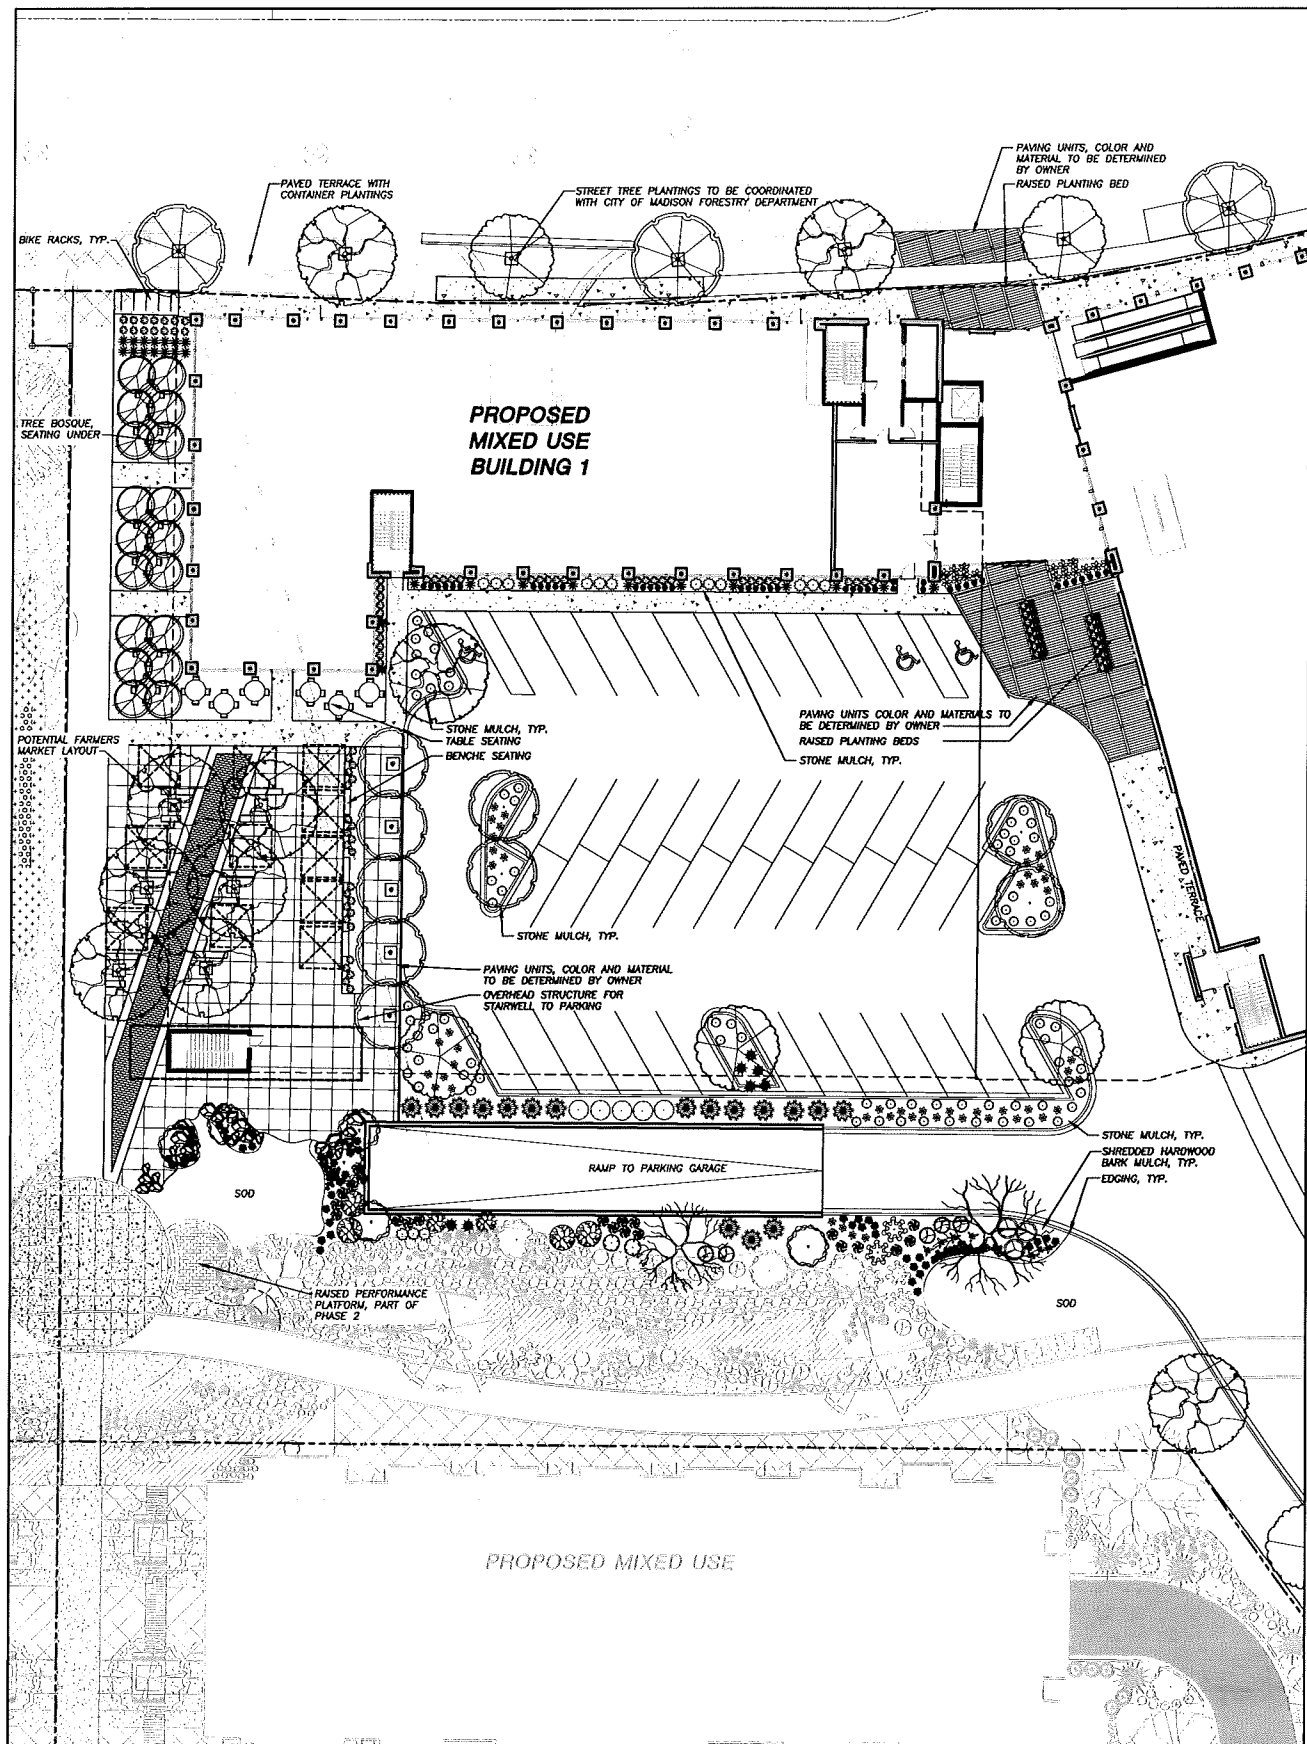 PAVING UNITS, COLOR AND
MATERIAL TO BE DETERMINED
BY OWNER
RAISED PLANTING BED
PAVED TERRACE WITH
CONTAINER PLANTINGS
STREET TREE PLANTINGS TO BE COORDINATED
WITH CITY OF MADISON FORESTRY DEPARTMENT
BIKE RACKS, TYP.
PROPOSED
MIXED USE
BUILDING 1
TREE BOSQUE,
SEATING UNDER
PAVING UNITS COLOR AND MATERIALS TO
BE DETERMINED BY OWNER
RAISED PLANTING BEDS
STONE MULCH, TYP.
STONE MULCH, TYP.
TABLE SEATING
BENCHE SEATING
POTENTIAL FARMERS
MARKET LAYOUT
PAVED TERRACE
STONE MULCH, TYP.
PAVING UNITS, COLOR AND MATERIAL
TO BE DETERMINED BY OWNER
OVERHEAD STRUCTURE FOR
STAIRWELL TO PARKING
STONE MULCH, TYP.
SHREDDED HARDWOOD
BARK MULCH, TYP.
EDGING, TYP.
RAMP TO PARKING GARAGE
SOD
RAISED PERFORMANCE
PLATFORM, PART OF
PHASE 2
SOD
PROPOSED MIXED USE